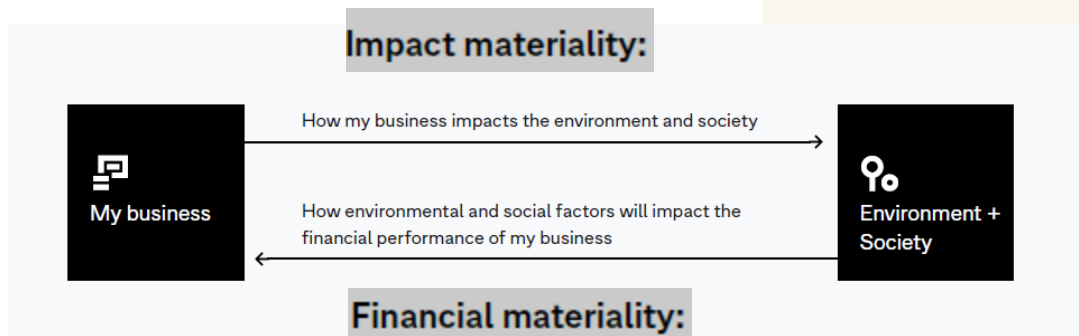 Impact materiality:
How my business impacts the environment and society
My business
How environmental and social factors will impact the
financial performance of my business
Environment +
Society
Financial materiality: